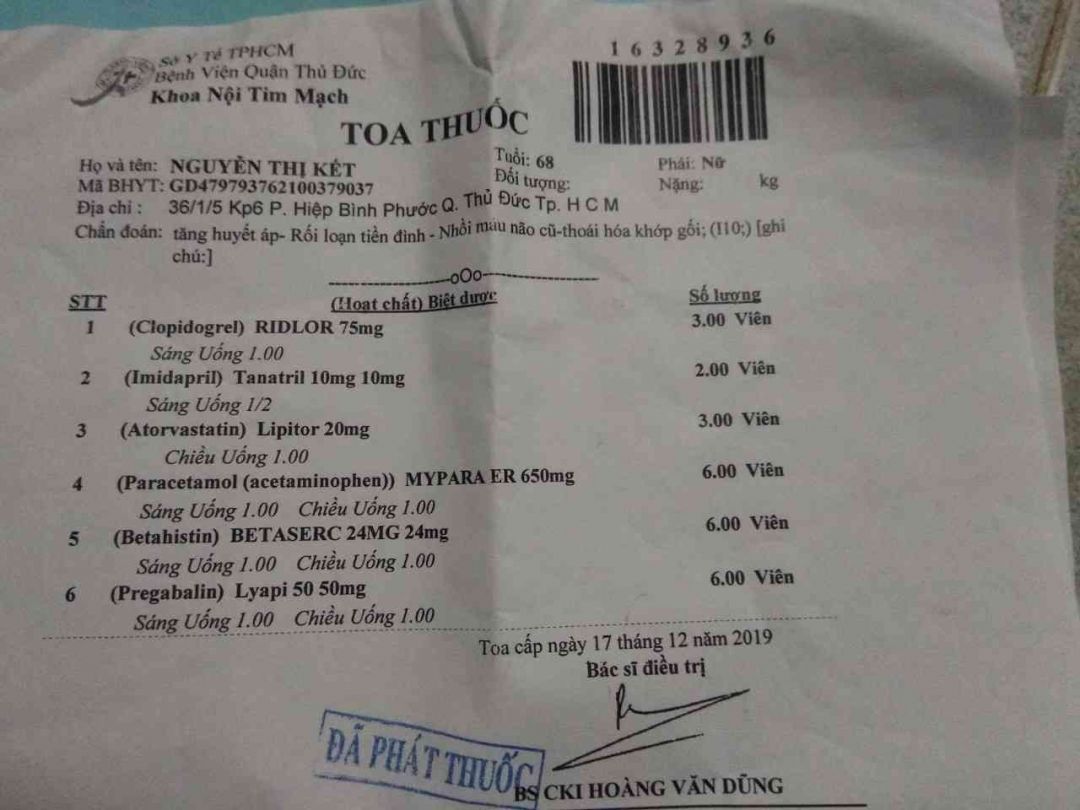 Sở Y Tế TPHCM
Bệnh Viện Quận Thủ Đức
Khoa Nội Tim Mạch
16328936
TOA THUỐC
Họ và tên: NGUYỄN THỊ KÉT Tuổi: 68 Phái: Nữ
Mã BHYT: GD479793762100379037 Đối tượng: Nặng: kg
Địa chỉ : 36/1/5 Kp6 P. Hiệp Bình Phước Q. Thủ Đức Tp. H C M
Chẩn đoán: tăng huyết áp- Rối loạn tiền đình - Nhồi máu não cũ-thoái hóa khớp gối; (I10;) [ghi
chú:]
---oOo---
STT (Hoạt chất) Biệt dược Số lượng
1 (Clopidogrel) RIDLOR 75mg 3.00 Viên
Sáng Uống 1.00
2 (Imidapril) Tanatril 10mg 10mg 2.00 Viên
Sáng Uống 1/2
3 (Atorvastatin) Lipitor 20mg 3.00 Viên
Chiều Uống 1.00
4 (Paracetamol (acetaminophen)) MYPARA ER 650mg 6.00 Viên
Sáng Uống 1.00 Chiều Uống 1.00
5 (Betahistin) BETASERC 24MG 24mg 6.00 Viên
Sáng Uống 1.00 Chiều Uống 1.00
6 (Pregabalin) Lyapi 50 50mg 6.00 Viên
Sáng Uống 1.00 Chiều Uống 1.00
Toa cấp ngày 17 tháng 12 năm 2019
Bác sĩ điều trị
ĐÃ PHÁT THUỐC
BS CKI HOÀNG VĂN DŨNG